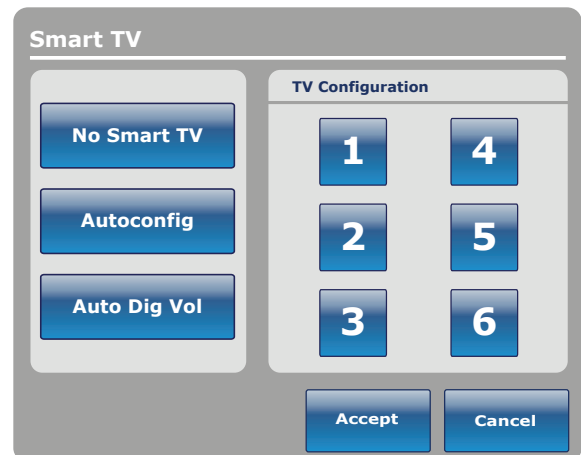 Smart TV
No Smart TV
Autoconfig
Auto Dig Vol
TV Configuration
1 4
2 5
3 6
Accept Cancel